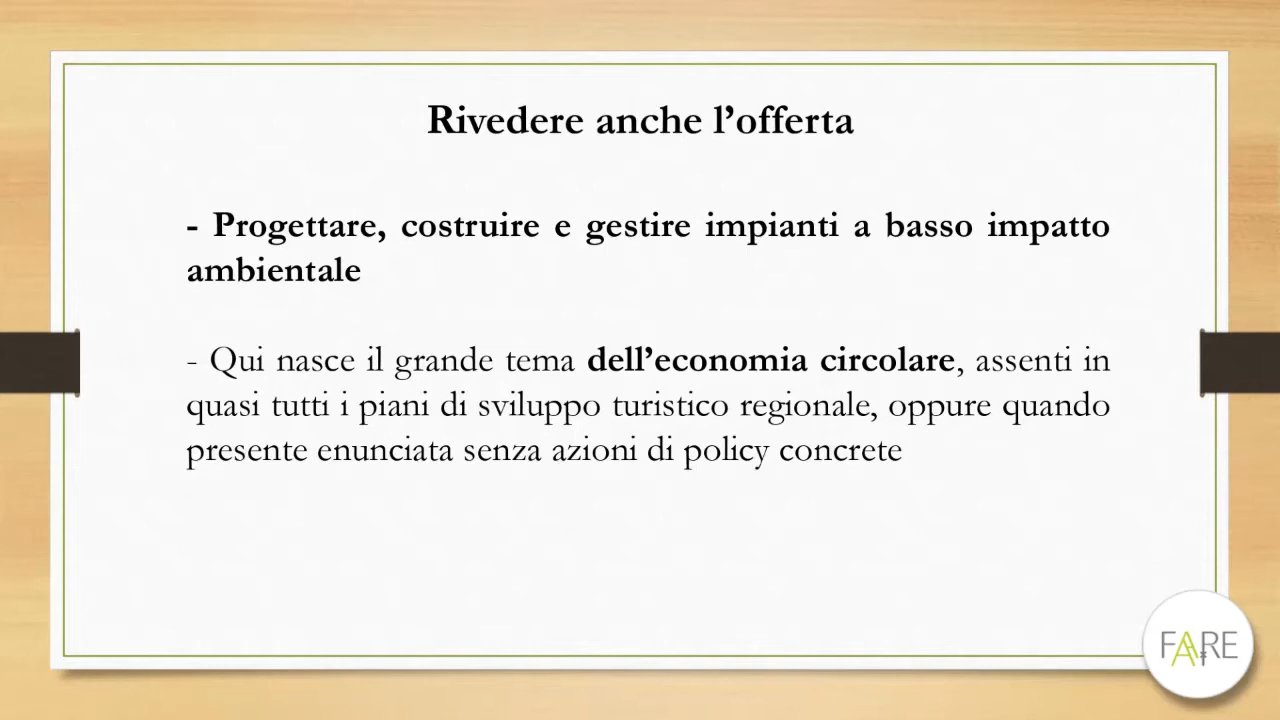 Rivedere anche l’offerta
- Progettare, costruire e gestire impianti a basso impatto
ambientale
- Qui nasce il grande tema dell’economia circolare, assenti in
quasi tutti i piani di sviluppo turistico regionale, oppure quando
presente enunciata senza azioni di policy concrete
FARE